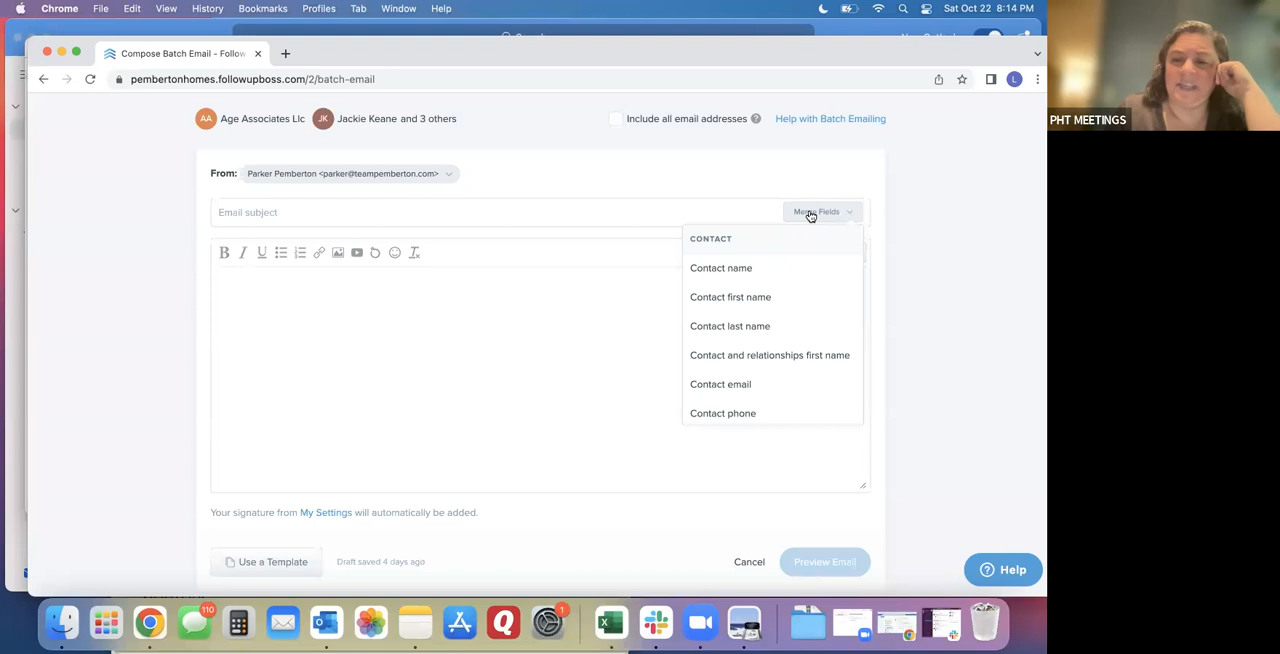 Chrome File Edit View History Bookmarks Profiles Tab Window Help
Sat Oct 22 8:14 PM
Compose Batch Email - Follow
pembertonhomes.followupboss.com/2/batch-email
PHT MEETINGS
AA Age Associates Llc JK Jackie Keane and 3 others
Include all email addresses ?
Help with Batch Emailing
L
From: Parker Pemberton <parker@teampemberton.com>
Email subject
Fields
CONTACT
B I U
Contact name
Contact first name
Contact last name
Contact and relationships first name
Contact email
Contact phone
Your signature from My Settings will automatically be added.
Use a Template
Draft saved 4 days ago
Cancel
Preview Email
? Help
110
1